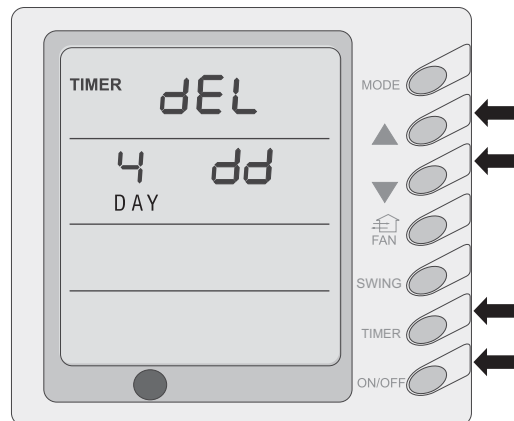 TIMER dEL
4 dd
DAY
MODE
FAN
SWING
TIMER
ON/OFF